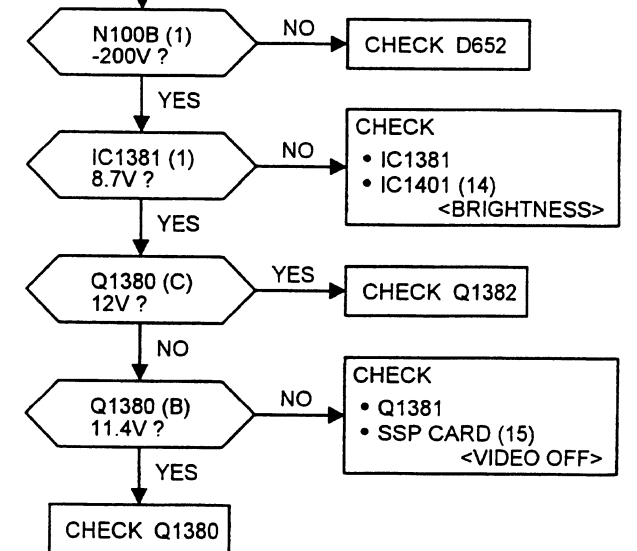 N100B (1)
-200V ?
NO
CHECK D652
YES
IC1381 (1)
8.7V ?
NO
CHECK
• IC1381
• IC1401 (14)
<BRIGHTNESS>
YES
Q1380 (C)
12V ?
YES
CHECK Q1382
NO
Q1380 (B)
11.4V ?
NO
CHECK
• Q1381
• SSP CARD (15)
<VIDEO OFF>
YES
CHECK Q1380